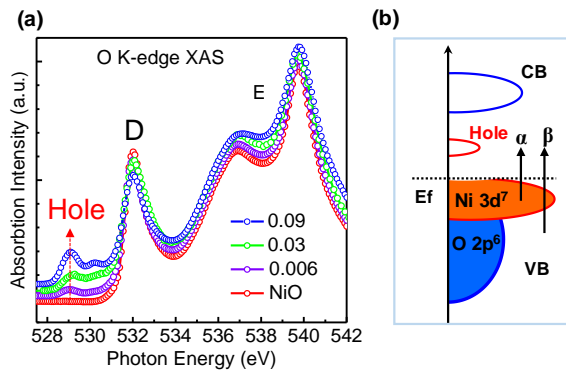 (a)
O K-edge XAS
E
D
Hole
0.09
0.03
0.006
NiO
Absorbtion Intensity (a.u.)
528 530 532 534 536 538 540 542
Photon Energy (eV)
(b)
CB
Hole
α
β
Ef
Ni 3d⁷
O 2p⁶
VB